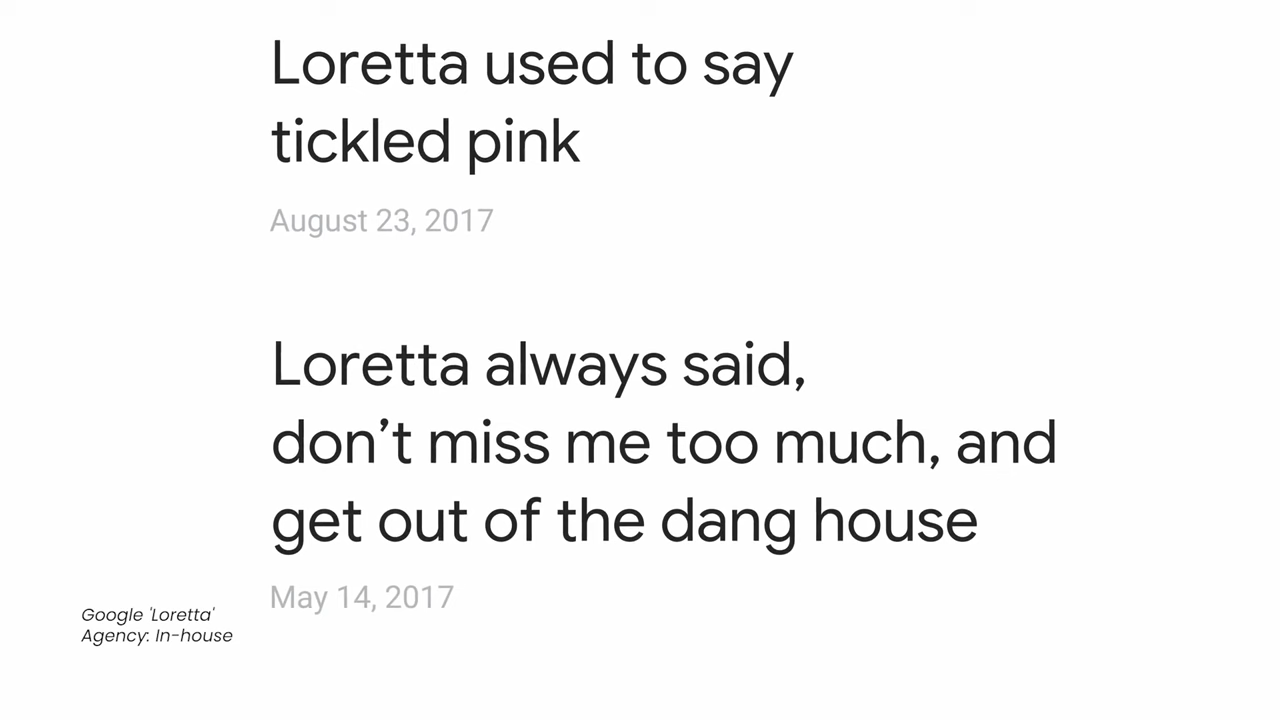 Loretta used to say
tickled pink
August 23, 2017
Loretta always said,
don’t miss me too much, and
get out of the dang house
May 14, 2017
Google 'Loretta'
Agency: In-house